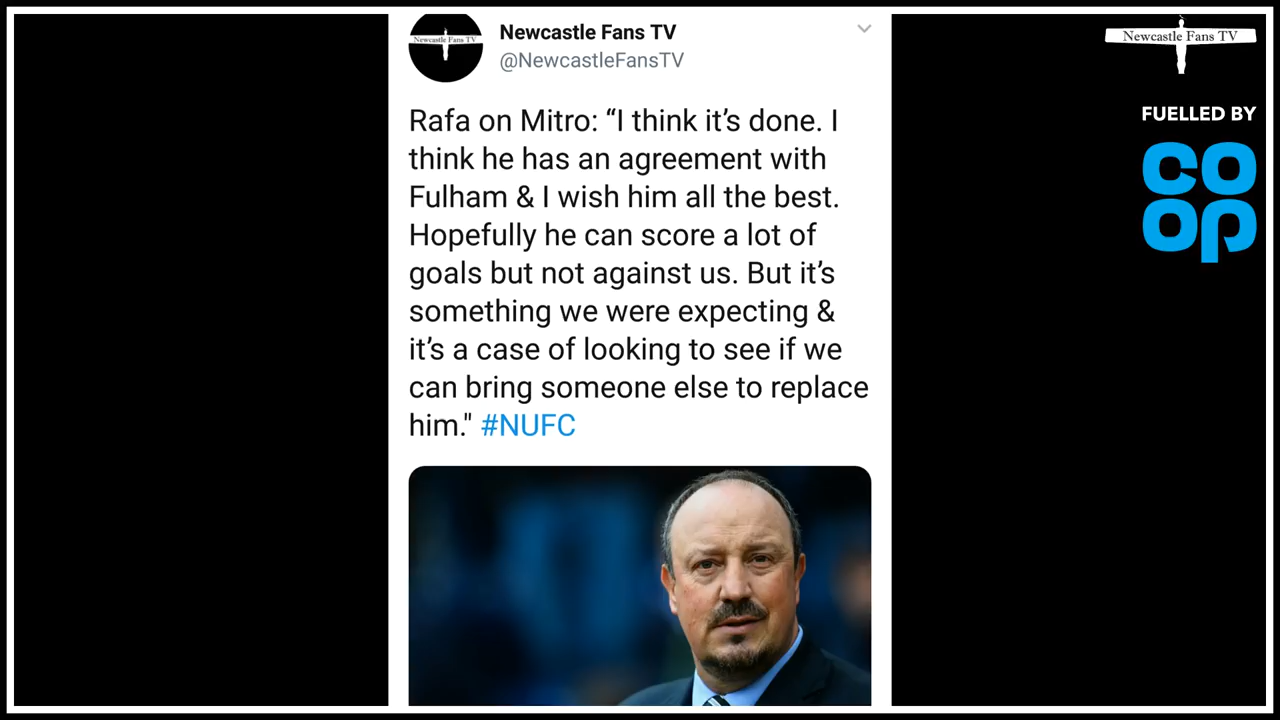 Newcastle Fans TV
Newcastle Fans TV
@NewcastleFansTV
Rafa on Mitro: “I think it’s done. I
think he has an agreement with
Fulham & I wish him all the best.
Hopefully he can score a lot of
goals but not against us. But it’s
something we were expecting &
it’s a case of looking to see if we
can bring someone else to replace
him." #NUFC
Newcastle Fans TV
FUELLED BY
co
op